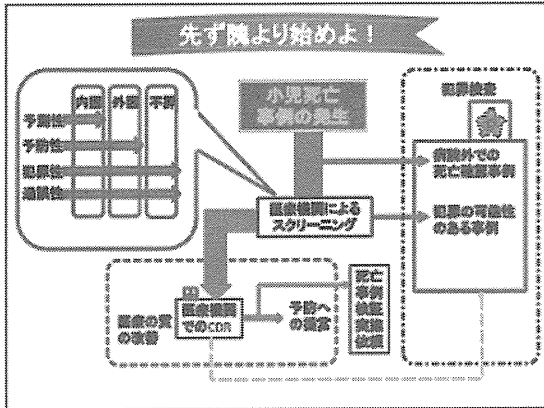 先ず隗より始めよ！
小児死亡
事例の発生
内因
外因
不詳
予測性
予防性
犯罪性
過誤性
犯罪捜査
病院外での
死亡検案事例
犯罪の可能性
のある事例
医療機関による
スクリーニング
医療機関
でのCDR
医療の質
の改善
予防への
提言
死亡
事例
検証
実施
依頼